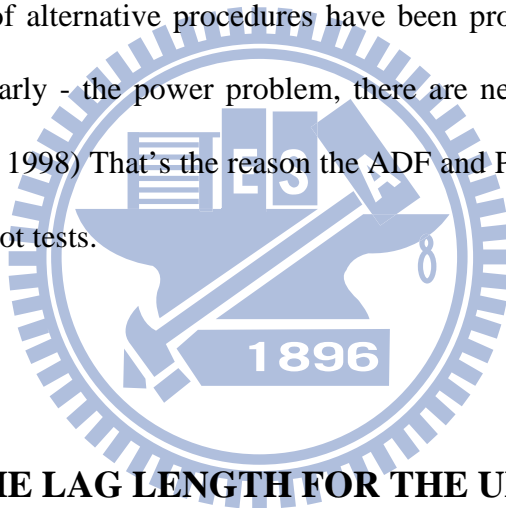 of alternative procedures have been pro
arly - the power problem, there are ne
1998) That's the reason the ADF and P
ot tests.
E S A
1896
HE LAG LENGTH FOR THE U